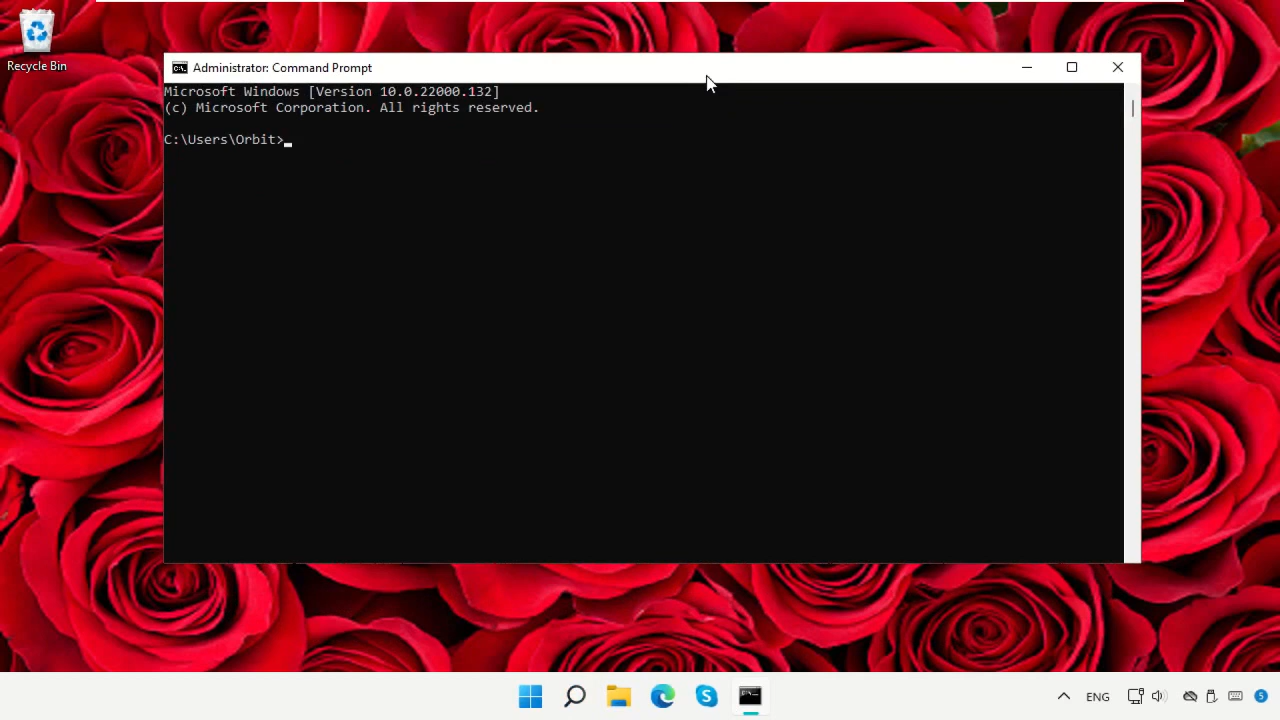 Recycle Bin
Administrator: Command Prompt
Microsoft Windows [Version 10.0.22000.132]
(c) Microsoft Corporation. All rights reserved.
C:\Users\Orbit>
ENG
5